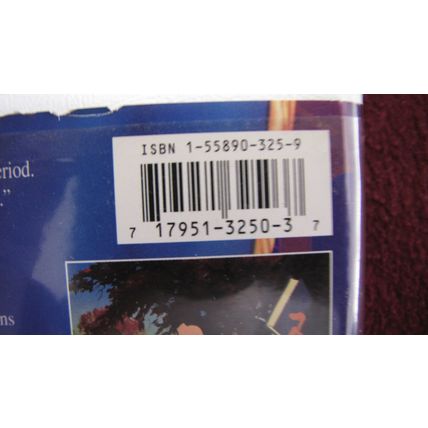 ISBN 1-55890-325-9
eriod.
.”
7 17951-3250-3 7
ns